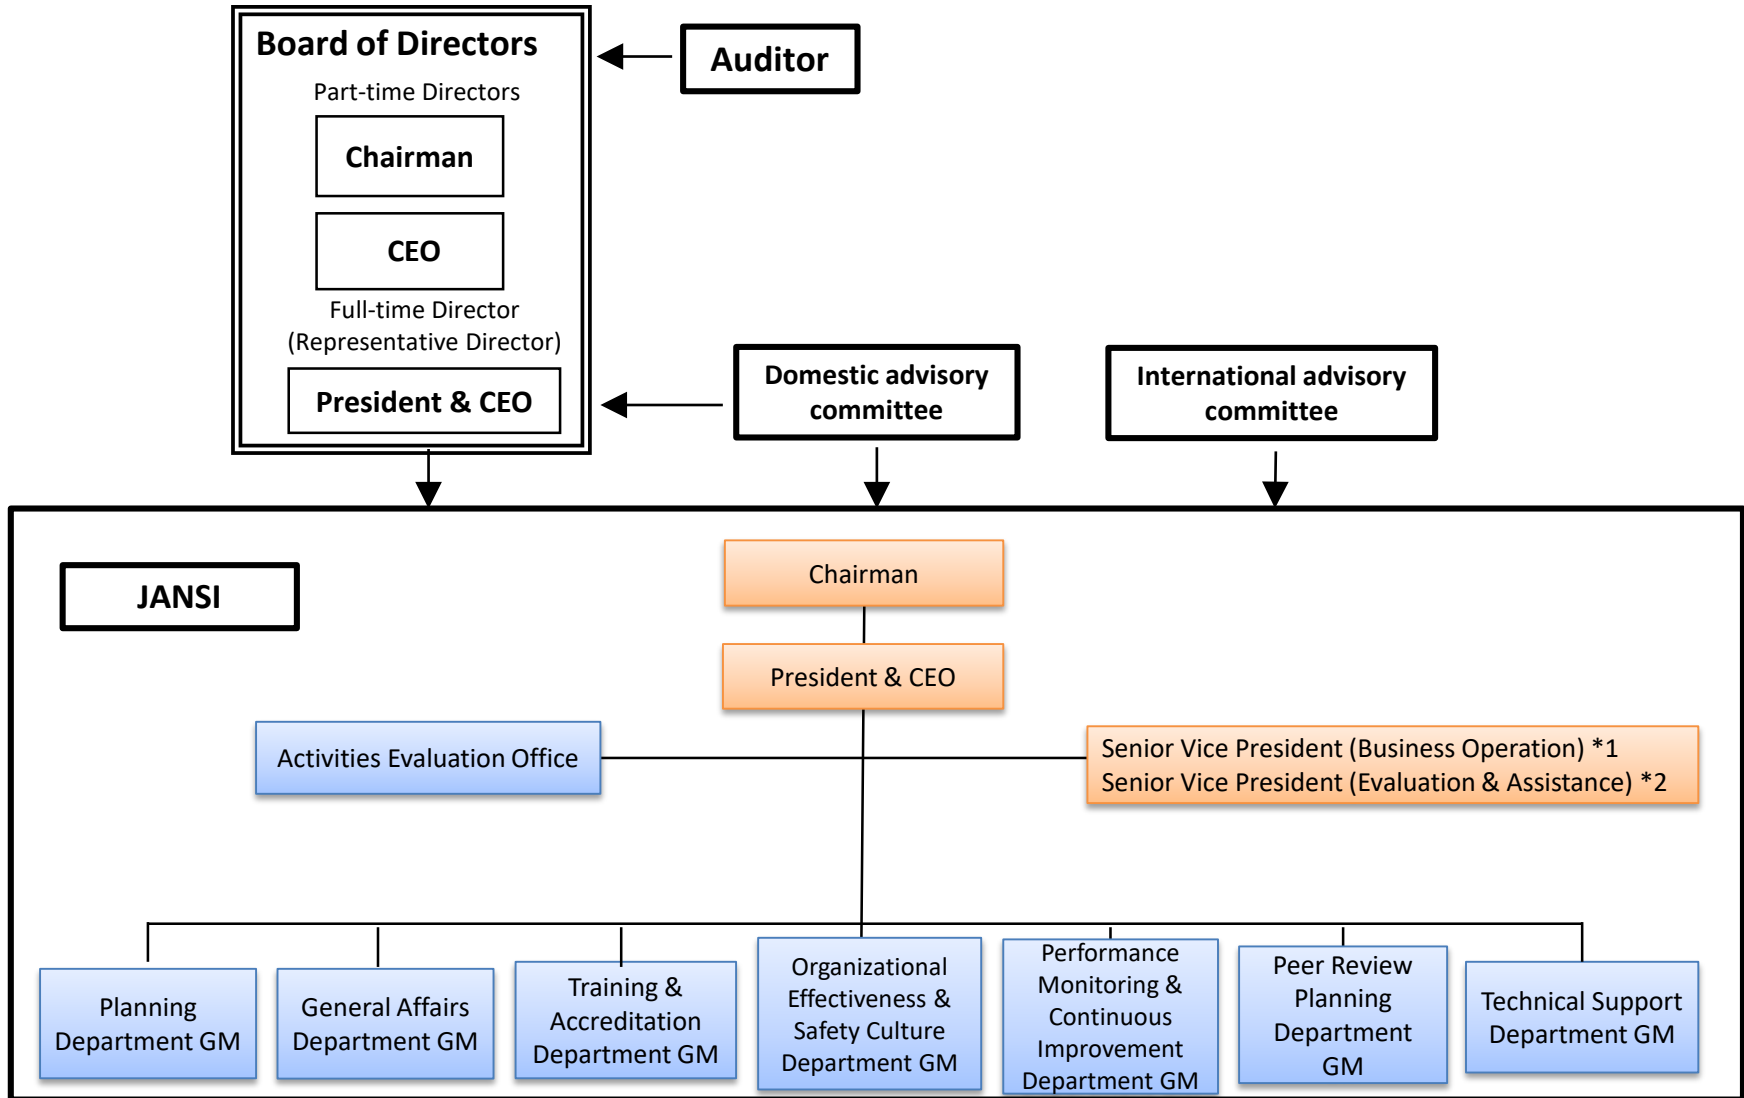 Board of Directors
Part-time Directors
Chairman
CEO
Full-time Director
(Representative Director)
President & CEO
Auditor
Domestic advisory
committee
International advisory
committee
JANSI
Chairman
President & CEO
Activities Evaluation Office
Senior Vice President (Business Operation) *1
Senior Vice President (Evaluation & Assistance) *2
Planning
Department GM
General Affairs
Department GM
Training &
Accreditation
Department GM
Organizational
Effectiveness &
Safety Culture
Department GM
Performance
Monitoring &
Continuous
Improvement
Department GM
Peer Review
Planning
Department
GM
Technical Support
Department GM